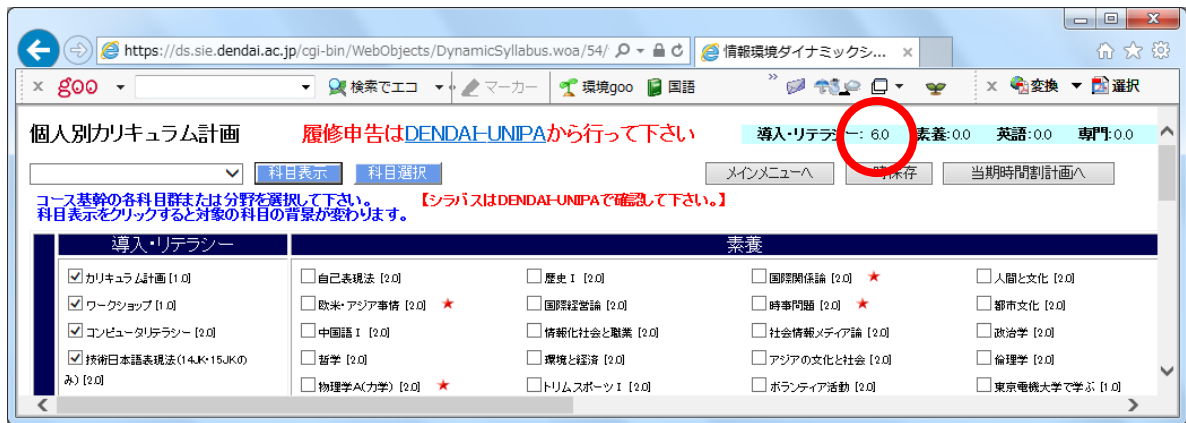 https://ds.sie.dendai.ac.jp/cgi-bin/WebObjects/DynamicSyllabus.woa/54/ 情報環境ダイナミックシ... ×
× goo 検索でエコ マーカー 環境goo 国語 » × 変換 選択
個人別カリキュラム計画 履修申告はDENDAI-UNIPAから行って下さい 導入・リテラシー: 6.0 素養:0.0 英語:0.0 専門:0.0
科目表示 科目選択 メインメニューへ 時保存 当期時間割計画へ
コース基幹の各科目群または分野を選択して下さい。 【シラバスはDENDAI-UNIPAで確認して下さい。】
科目表示をクリックすると対象の科目の背景が変わります。
導入・リテラシー 素養
カリキュラム計画 [1.0] 自己表現法 [2.0] 歴史 I [2.0] 国際関係論 [2.0] ★ 人間と文化 [2.0]
ワークショップ [1.0] 欧米・アジア事情 [2.0] ★ 国際経営論 [2.0] 時事問題 [2.0] ★ 都市文化 [2.0]
コンピュータリテラシー [2.0] 中国語 I [2.0] 情報化社会と職業 [2.0] 社会情報メディア論 [2.0] 政治学 [2.0]
技術日本語表現法(14JK・15JKの 哲学 [2.0] 環境と経済 [2.0] アジアの文化と社会 [2.0] 倫理学 [2.0]
み) [2.0] 物理学A(力学) [2.0] ★ トリムスポーツ I [2.0] ボランティア活動 [2.0] 東京電機大学で学ぶ [1.0]